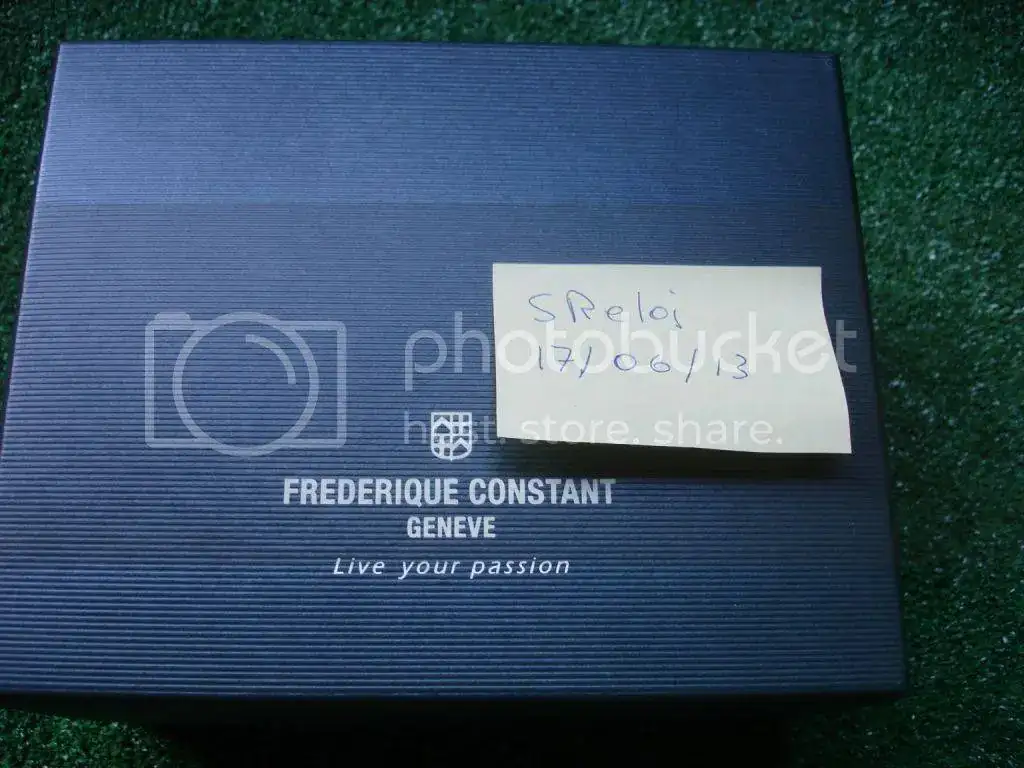 SReloj
17/06/13
photobucket
host. store. share.
FREDERIQUE CONSTANT
GENEVE
Live your passion